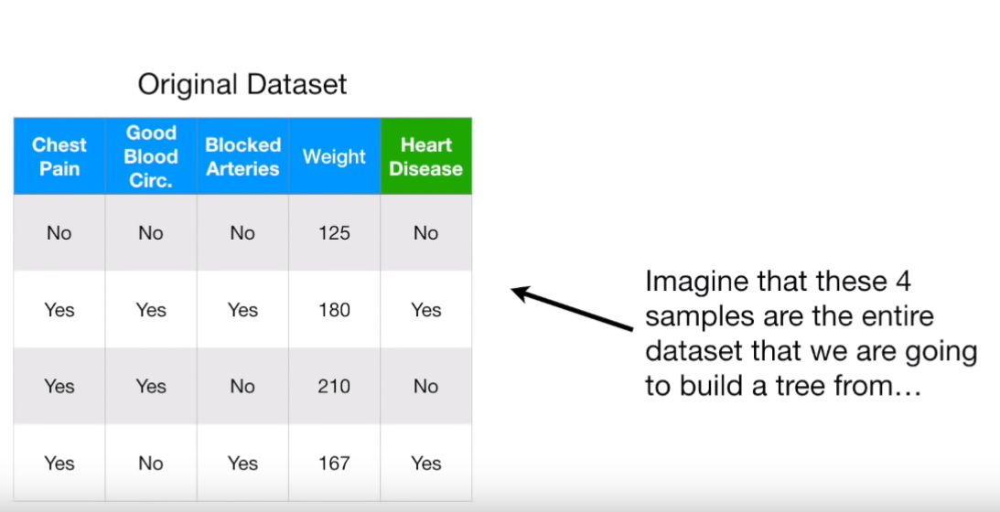 Original Dataset
Chest Pain Good Blood Circ. Blocked Arteries Weight Heart Disease
No No No 125 No
Yes Yes Yes 180 Yes
Yes Yes No 210 No
Yes No Yes 167 Yes
Imagine that these 4
samples are the entire
dataset that we are going
to build a tree from…